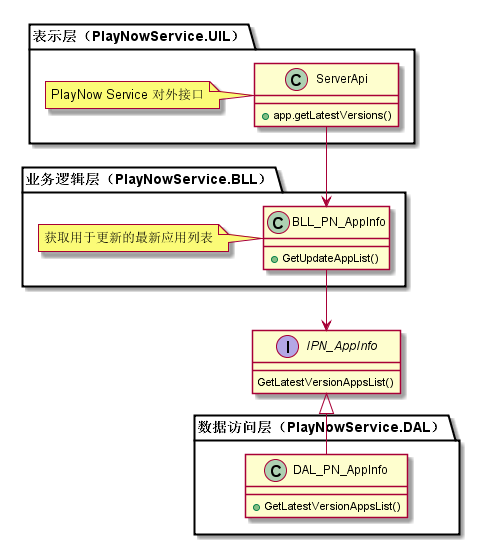 表示层（PlayNowService.UIL）
C ServerApi
PlayNow Service 对外接口
app.getLatestVersions()
业务逻辑层（PlayNowService.BLL）
C BLL_PN_AppInfo
获取用于更新的最新应用列表
GetUpdateAppList()
I IPN_AppInfo
GetLatestVersionAppsList()
数据访问层（PlayNowService.DAL）
C DAL_PN_AppInfo
GetLatestVersionAppsList()